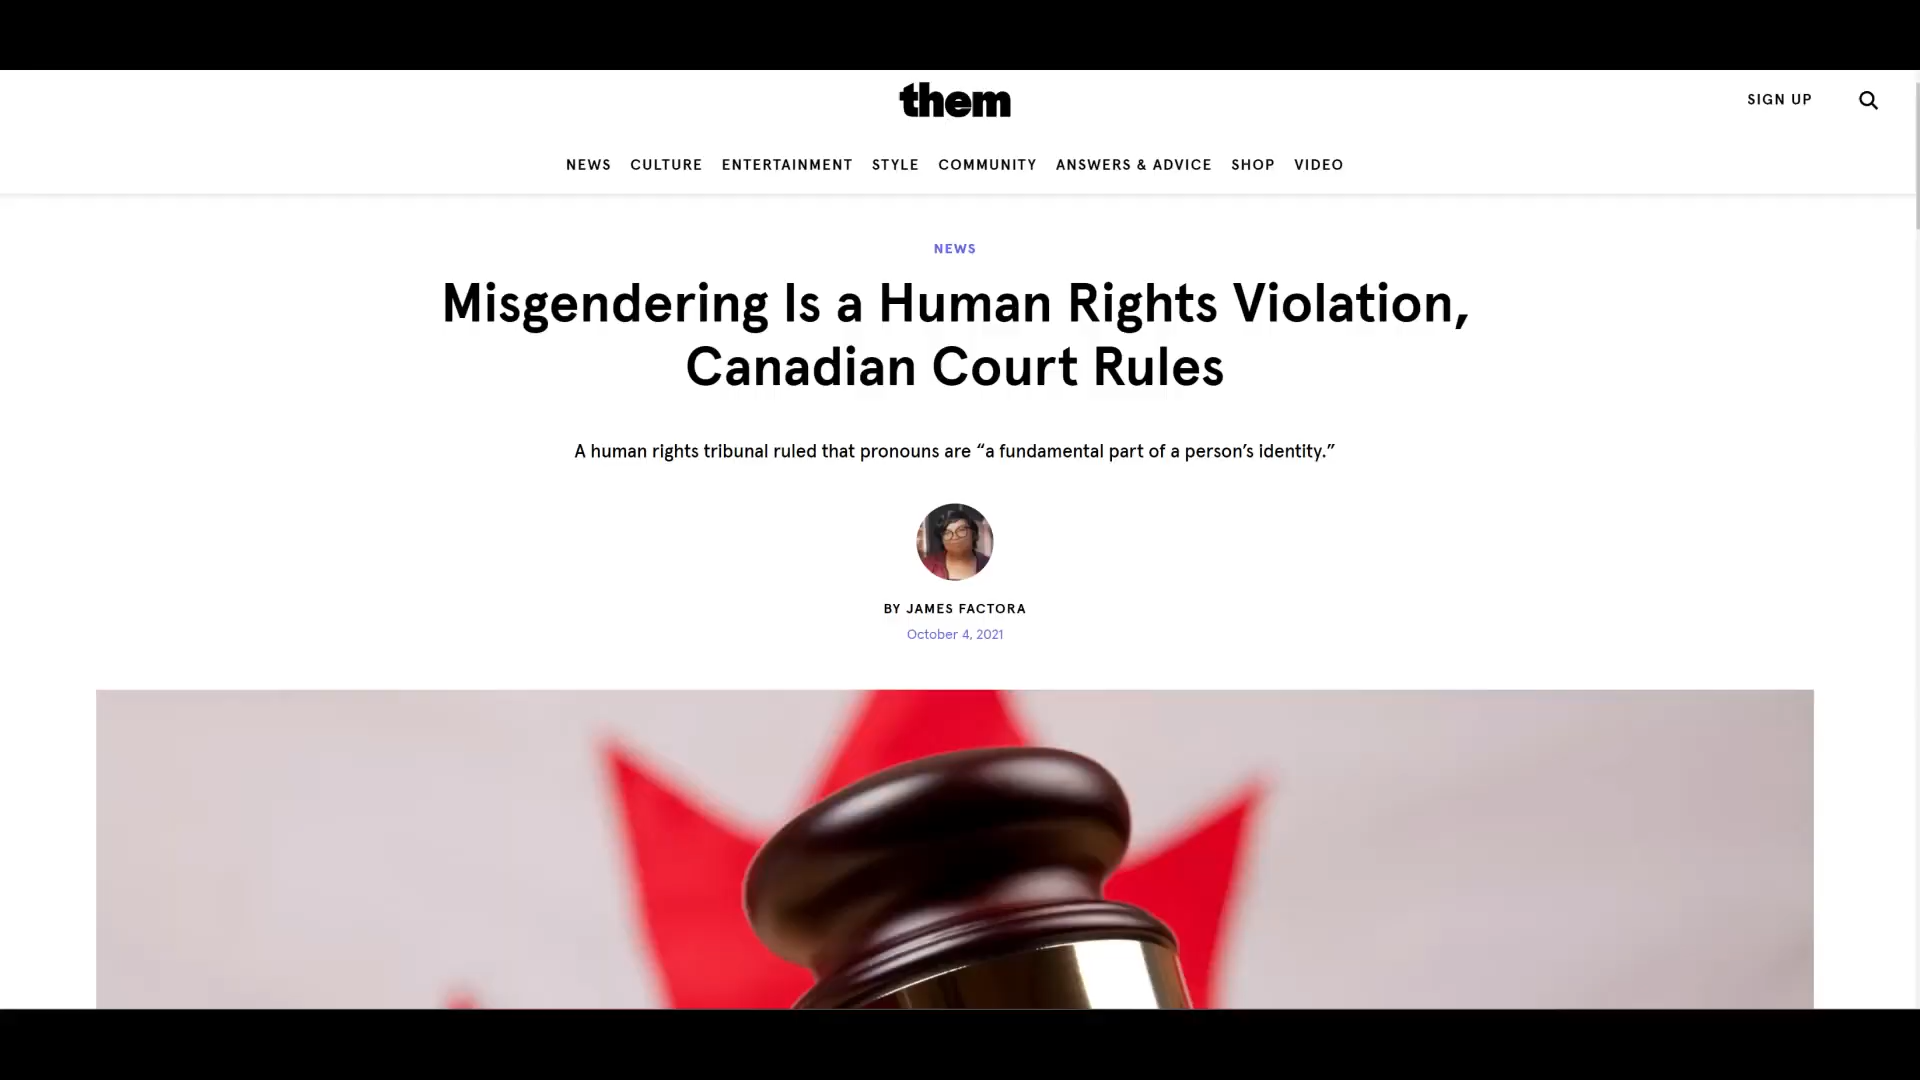 them
SIGN UP
NEWS CULTURE ENTERTAINMENT STYLE COMMUNITY ANSWERS & ADVICE SHOP VIDEO
NEWS
Misgendering Is a Human Rights Violation,
Canadian Court Rules
A human rights tribunal ruled that pronouns are “a fundamental part of a person’s identity.”
BY JAMES FACTORA
October 4, 2021